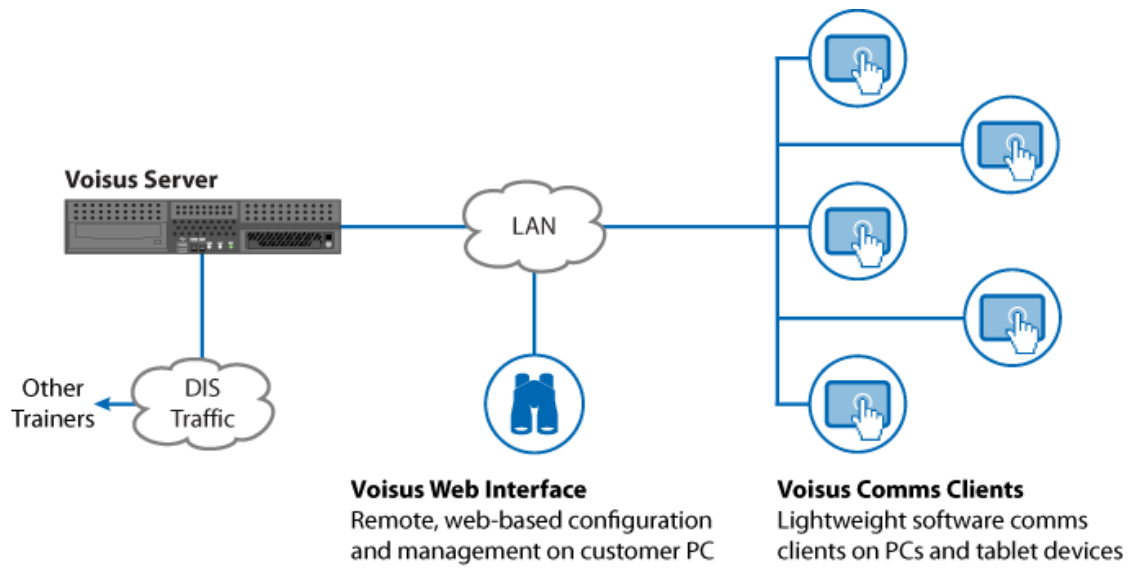 Voisus Server
LAN
Other
Trainers
DIS
Traffic
Voisus Web Interface
Remote, web-based configuration
and management on customer PC
Voisus Comms Clients
Lightweight software comms
clients on PCs and tablet devices